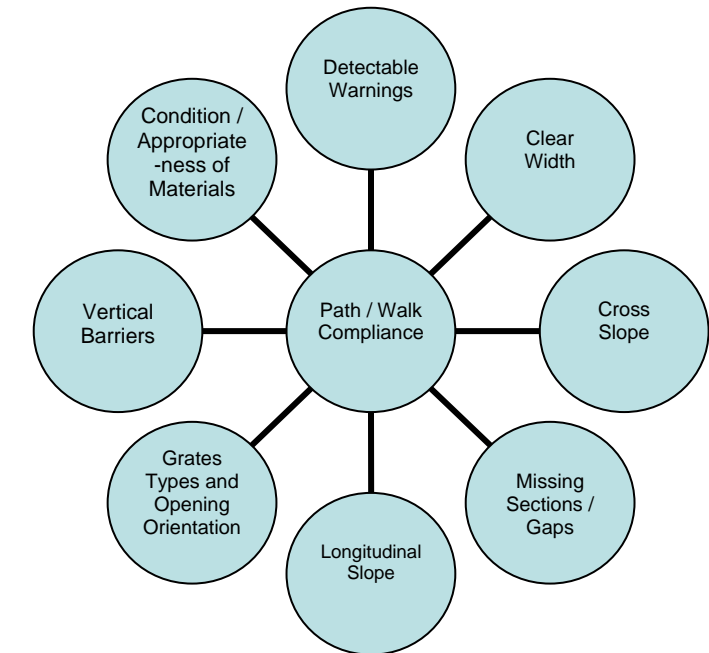 Detectable
Warnings
Clear
Width
Cross
Slope
Missing
Sections /
Gaps
Longitudinal
Slope
Grates
Types and
Opening
Orientation
Vertical
Barriers
Condition /
Appropriate
-ness of
Materials
Path / Walk
Compliance